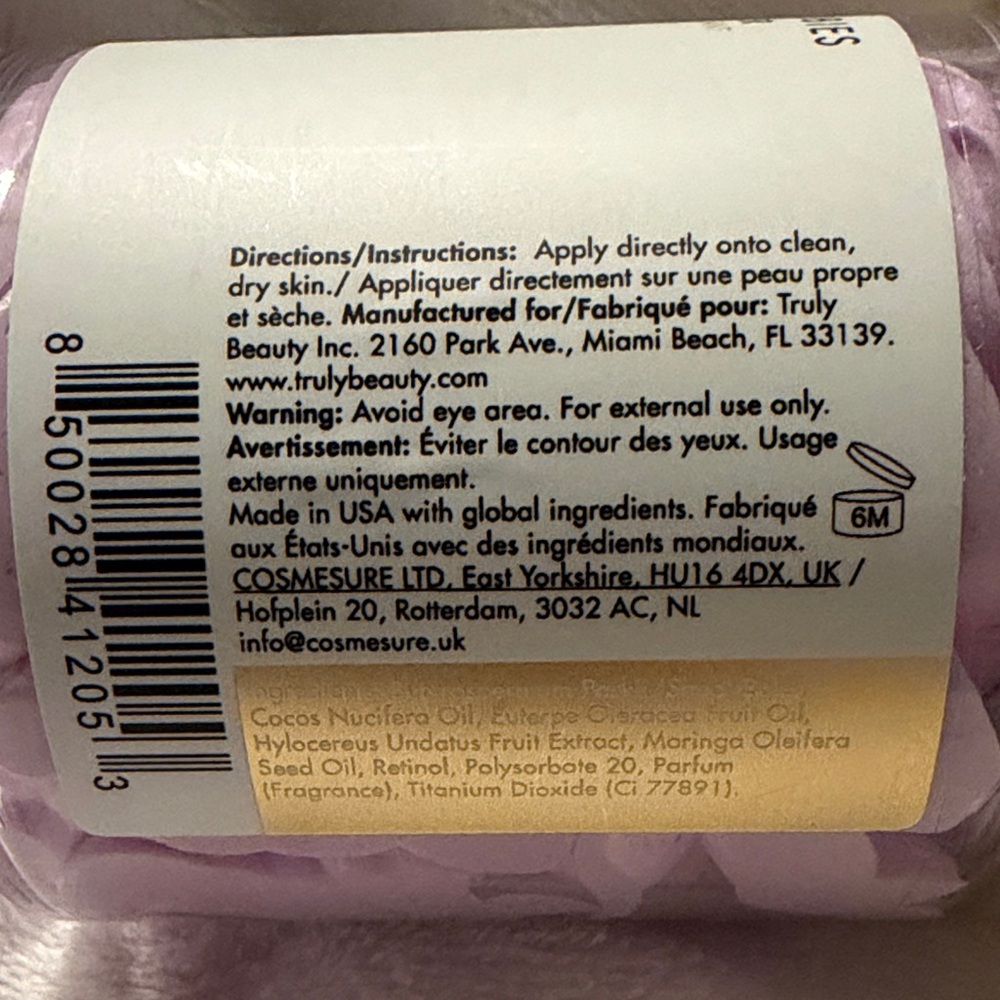 IES
Directions/Instructions: Apply directly onto clean,
dry skin./ Appliquer directement sur une peau propre
et sèche. Manufactured for/Fabriqué pour: Truly
Beauty Inc. 2160 Park Ave., Miami Beach, FL 33139.
www.trulybeauty.com
Warning: Avoid eye area. For external use only.
Avertissement: Éviter le contour des yeux. Usage
externe uniquement.
Made in USA with global ingredients. Fabriqué
aux États-Unis avec des ingrédients mondiaux.
COSMESURE LTD, East Yorkshire, HU16 4DX, UK /
Hofplein 20, Rotterdam, 3032 AC, NL
info@cosmesure.uk
6M
Cocos Nucifera Oil, Euterpe Oleracea Fruit Oil,
Hylocereus Undatus Fruit Extract, Moringa Oleifera
Seed Oil, Retinol, Polysorbate 20, Parfum
(Fragrance), Titanium Dioxide (Ci 77891).
8 50028 41205 3